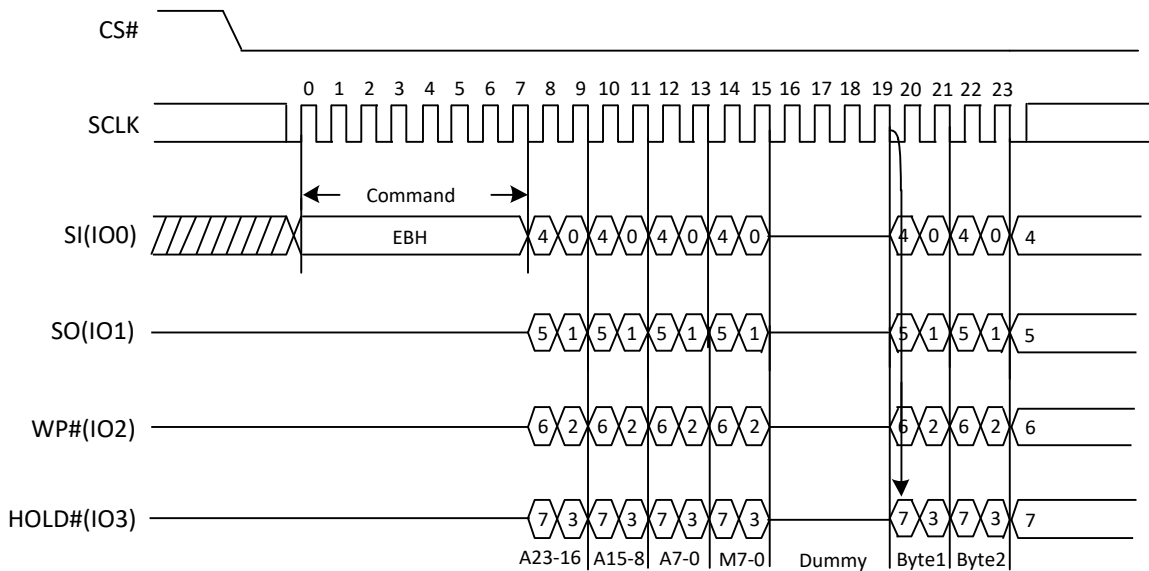 CS#
0 1 2 3 4 5 6 7 8 9 10 11 12 13 14 15 16 17 18 19 20 21 22 23
SCLK
Command
SI(IO0) EBH 4 0 4 0 4 0 4 0 4 0 4 0 4
SO(IO1) 5 1 5 1 5 1 5 1 5 1 5 1 5
WP#(IO2) 6 2 6 2 6 2 6 2 6 2 6 2 6
HOLD#(IO3) 7 3 7 3 7 3 7 3 7 3 7 3 7
A23-16 A15-8 A7-0 M7-0 Dummy Byte1 Byte2